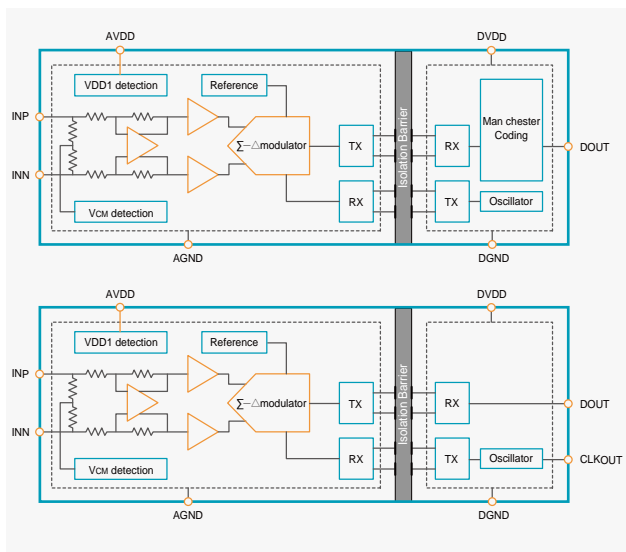 AVDD
DVDD
VDD1 detection
Reference
INP
Man chester
Coding
∑-△modulator
TX
Isolation Barrier
RX
DOUT
INN
RX
TX
Oscillator
VCM detection
AGND
DGND
AVDD
DVDD
VDD1 detection
Reference
INP
∑-△modulator
TX
Isolation Barrier
RX
DOUT
INN
RX
TX
Oscillator
CLKOUT
VCM detection
AGND
DGND